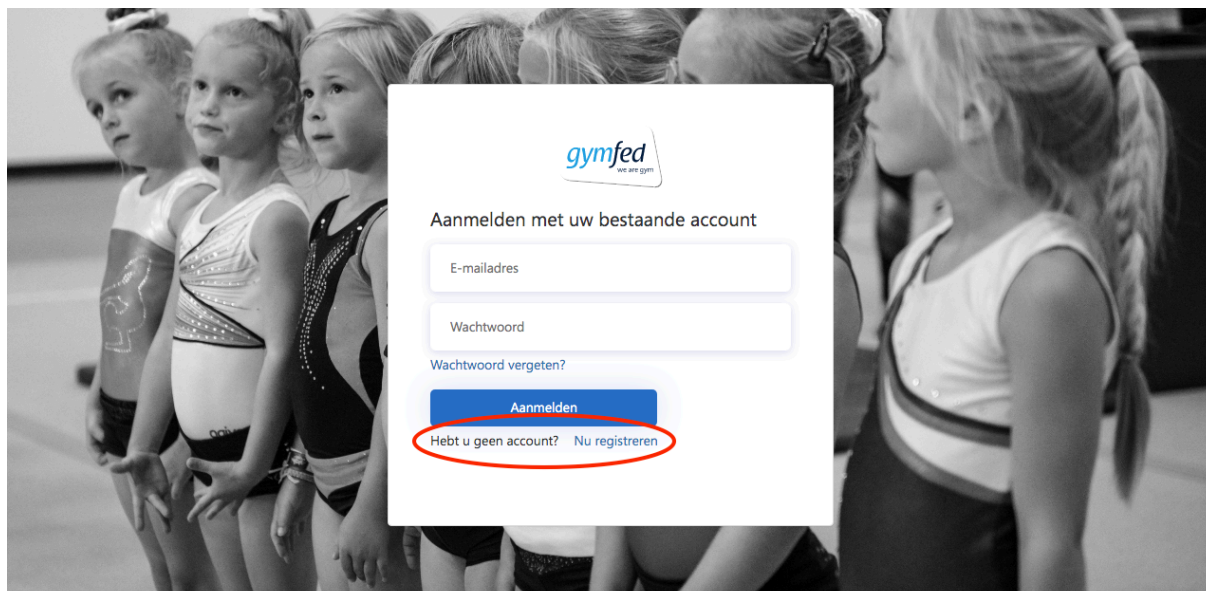 gymfed
we are gym
Aanmelden met uw bestaande account
E-mailadres
Wachtwoord
Wachtwoord vergeten?
Aanmelden
Hebt u geen account? Nu registreren